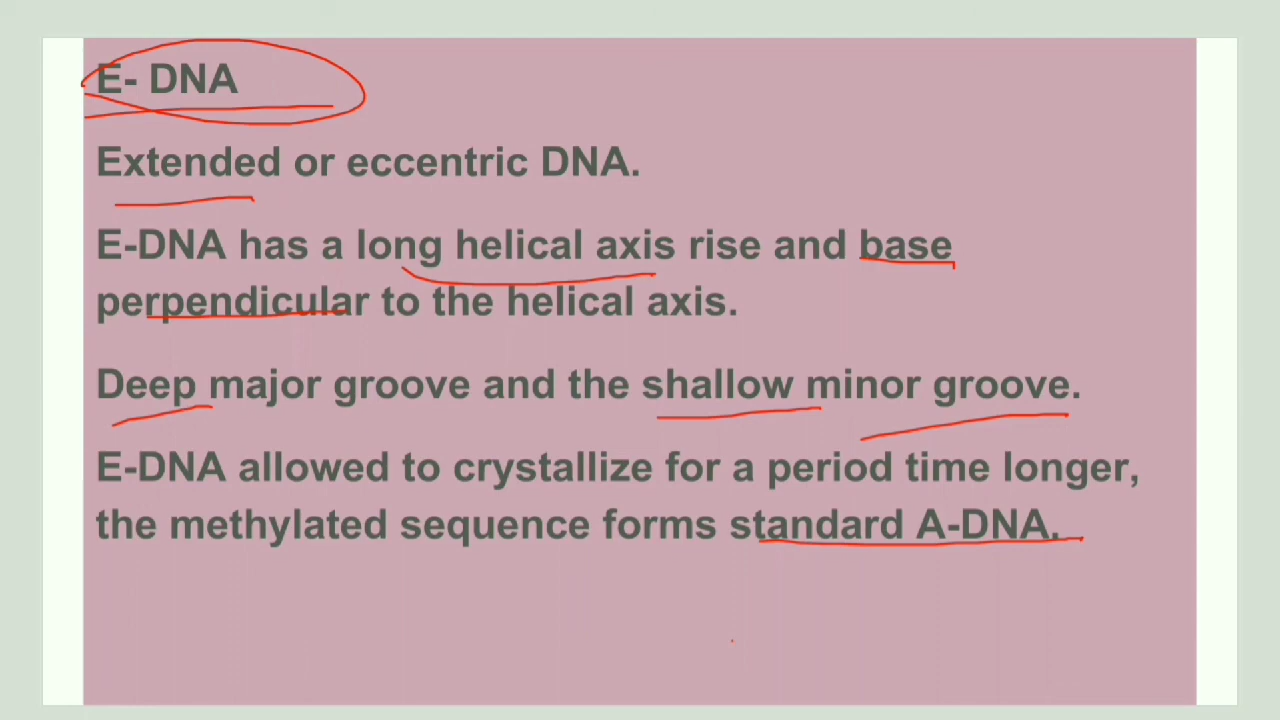 E- DNA
Extended or eccentric DNA.
E-DNA has a long helical axis rise and base
perpendicular to the helical axis.
Deep major groove and the shallow minor groove.
E-DNA allowed to crystallize for a period time longer,
the methylated sequence forms standard A-DNA.